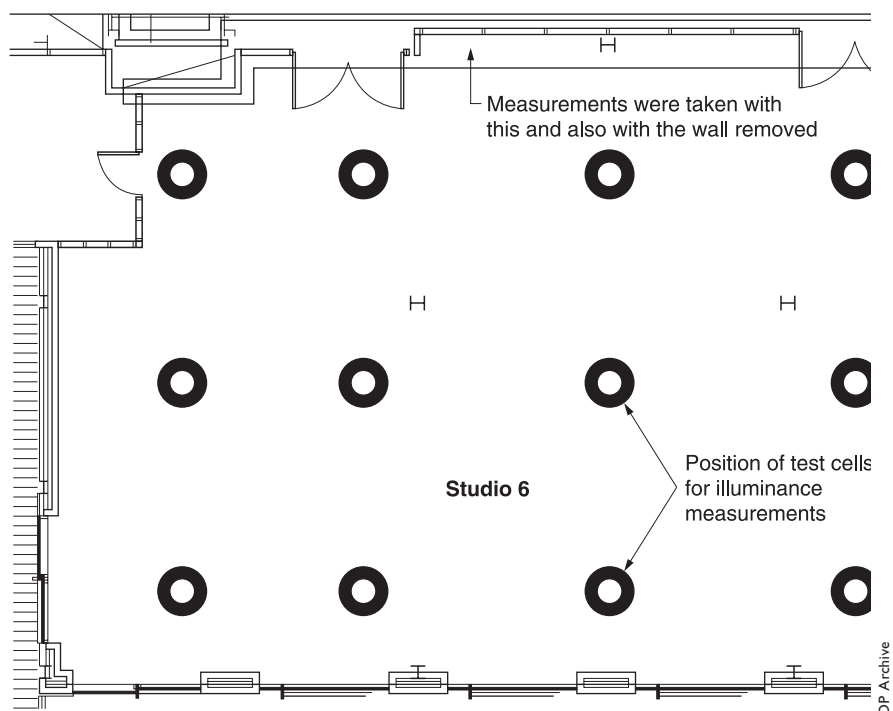 Measurements were taken with
this and also with the wall removed
Position of test cells
for illuminance
measurements
Studio 6
DP Archive